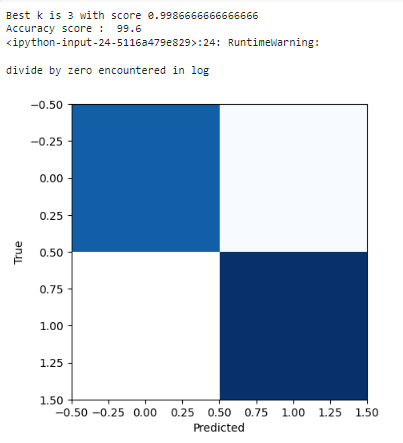 Best k is 3 with score 0.9986666666666666
Accuracy score :  99.6
<ipython-input-24-5116a479e829>:24: RuntimeWarning:
divide by zero encountered in log
−0.50
−0.25
0.00
0.25
0.50
0.75
1.00
1.25
1.50
True
−0.50 −0.25 0.00 0.25 0.50 0.75 1.00 1.25 1.50
Predicted